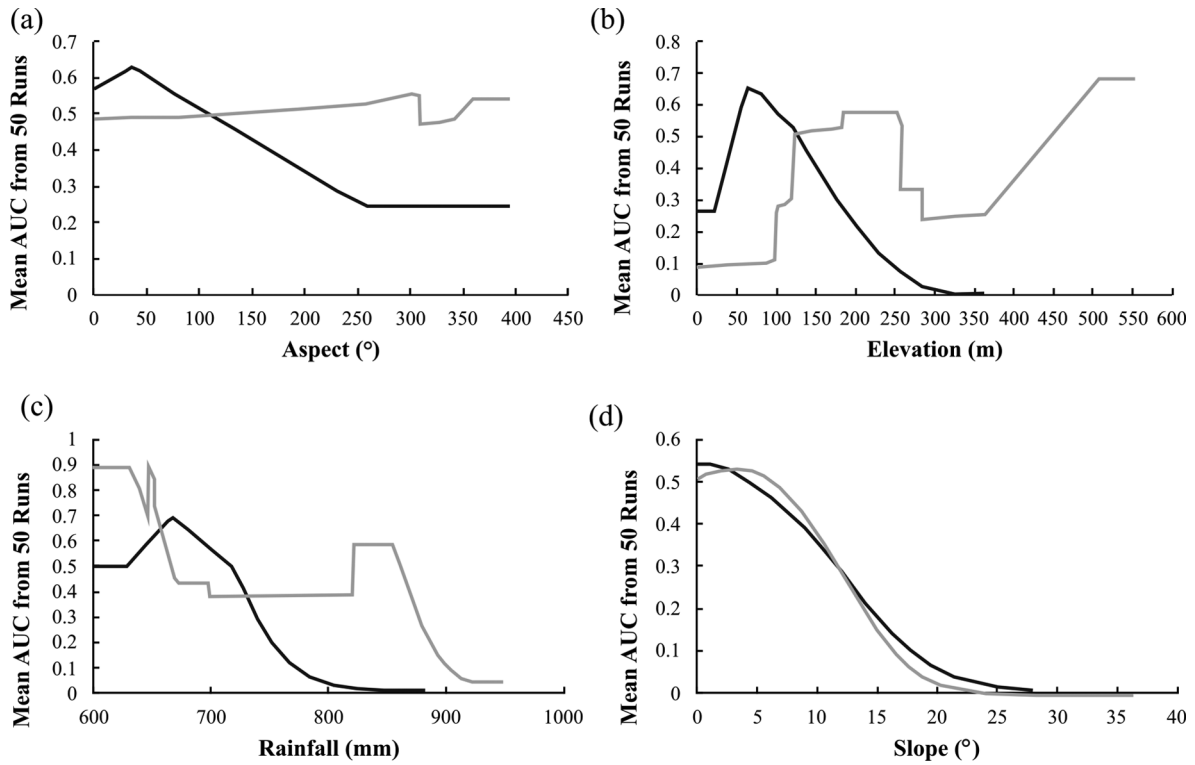 (a)
Mean AUC from 50 Runs
0.7
0.6
0.5
0.4
0.3
0.2
0.1
0
0 50 100 150 200 250 300 350 400 450
Aspect (°)
(b)
Mean AUC from 50 Runs
0.8
0.7
0.6
0.5
0.4
0.3
0.2
0.1
0
0 50 100 150 200 250 300 350 400 450 500 550 600
Elevation (m)
(c)
Mean AUC from 50 Runs
1
0.9
0.8
0.7
0.6
0.5
0.4
0.3
0.2
0.1
0
600 700 800 900 1000
Rainfall (mm)
(d)
Mean AUC from 50 Runs
0.6
0.5
0.4
0.3
0.2
0.1
0
0 5 10 15 20 25 30 35 40
Slope (°)